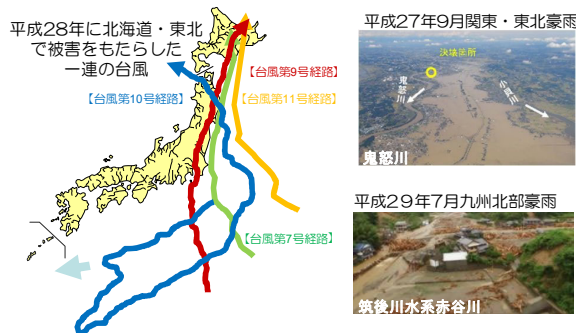 平成28年に北海道・東北
で被害をもたらした
一連の台風
【台風第9号経路】
【台風第10号経路】
【台風第11号経路】
【台風第7号経路】
平成27年9月関東・東北豪雨
決壊箇所
鬼怒川
小貝川
鬼怒川
平成２９年７月九州北部豪雨
筑後川水系赤谷川